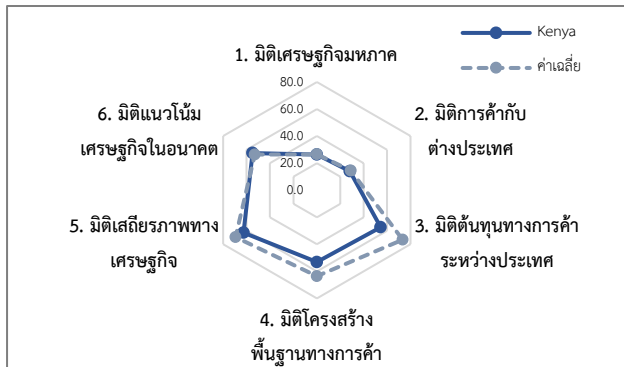 Kenya
ค่าเฉลี่ย
1. มิติเศรษฐกิจมหภาค
80.0
60.0
40.0
20.0
0.0
2. มิติการค้ากับ
ต่างประเทศ
3. มิติต้นทุนทางการค้า
ระหว่างประเทศ
4. มิติโครงสร้าง
พื้นฐานทางการค้า
5. มิติเสถียรภาพทาง
เศรษฐกิจ
6. มิติแนวโน้ม
เศรษฐกิจในอนาคต